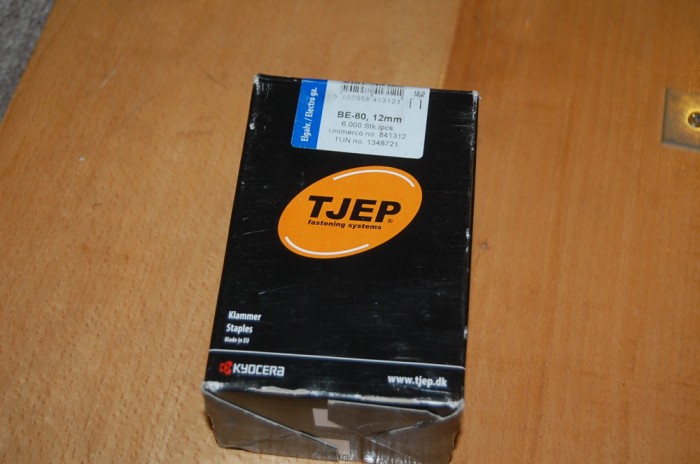 Elgalv. / Electro ga.
BE-80, 12mm
6.000 Stk./pcs.
Unimerco no. 841312
TUN no. 1348721
TJEP®
fastening systems
Klammer
Staples
Made in EU
KYOCERA
www.tjep.dk